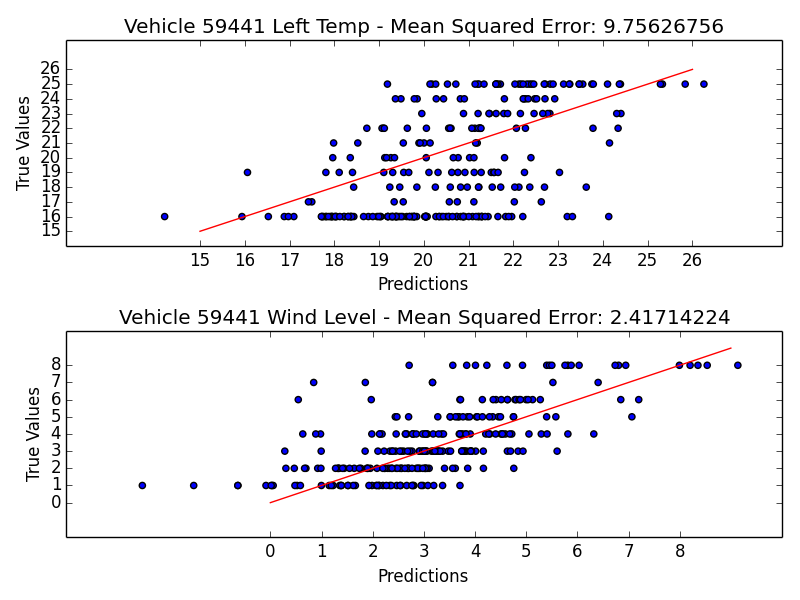 Vehicle 59441 Left Temp - Mean Squared Error: 9.75626756
26
25
24
23
22
21
20
19
18
17
16
15
True Values
15 16 17 18 19 20 21 22 23 24 25 26
Predictions
Vehicle 59441 Wind Level - Mean Squared Error: 2.41714224
8
7
6
5
4
3
2
1
0
True Values
0 1 2 3 4 5 6 7 8
Predictions